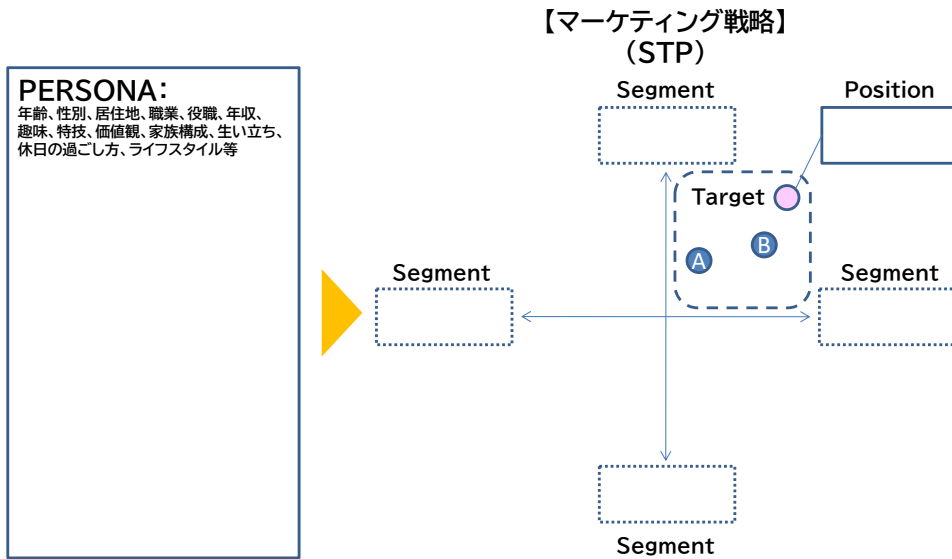 【マーケティング戦略】
(STP)
PERSONA:
年齢、性別、居住地、職業、役職、年収、
趣味、特技、価値観、家族構成、生い立ち、
休日の過ごし方、ライフスタイル等
Segment
Position
Target
B
A
Segment
Segment
Segment